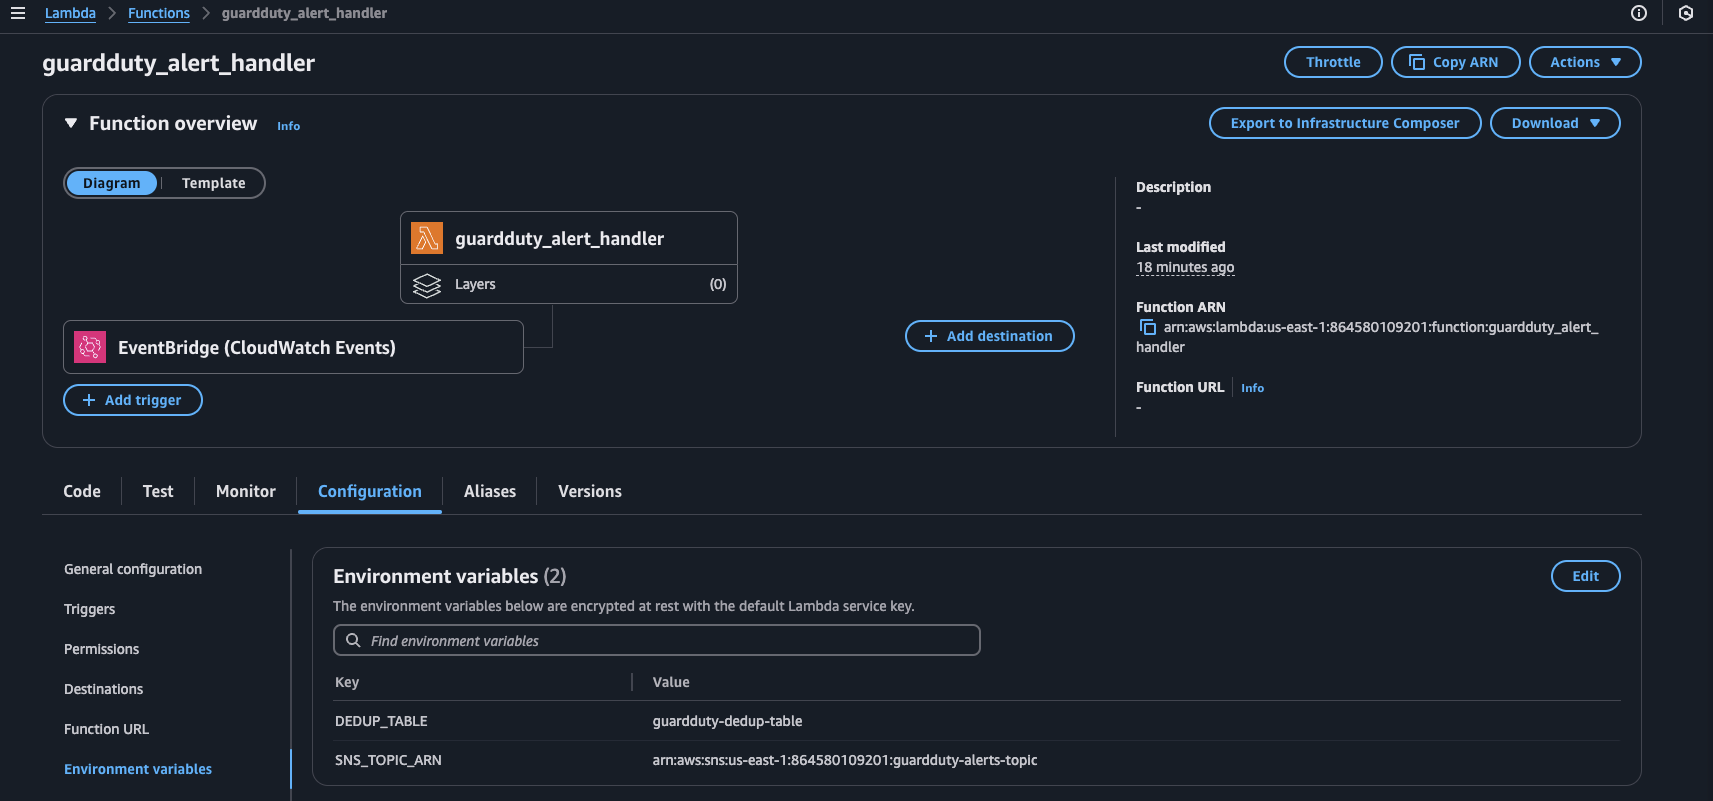 Lambda > Functions > guardduty_alert_handler
guardduty_alert_handler
Throttle
Copy ARN
Actions
Function overview
Info
Export to Infrastructure Composer
Download
Diagram
Template
guardduty_alert_handler
Layers
(0)
EventBridge (CloudWatch Events)
+ Add trigger
+ Add destination
Description
-
Last modified
18 minutes ago
Function ARN
arn:aws:lambda:us-east-1:864580109201:function:guardduty_alert_
handler
Function URL
Info
-
Code
Test
Monitor
Configuration
Aliases
Versions
General configuration
Triggers
Permissions
Destinations
Function URL
Environment variables
Environment variables (2)
Edit
The environment variables below are encrypted at rest with the default Lambda service key.
Find environment variables
Key
Value
DEDUP_TABLE
guardduty-dedup-table
SNS_TOPIC_ARN
arn:aws:sns:us-east-1:864580109201:guardduty-alerts-topic